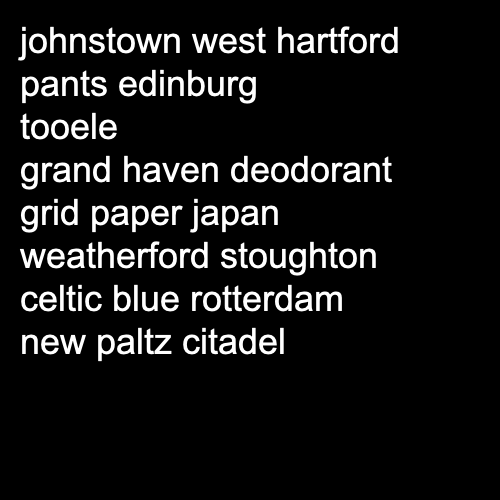 johnstown west hartford
pants edinburg
tooele
grand haven deodorant
grid paper japan
weatherford stoughton
celtic blue rotterdam
new paltz citadel